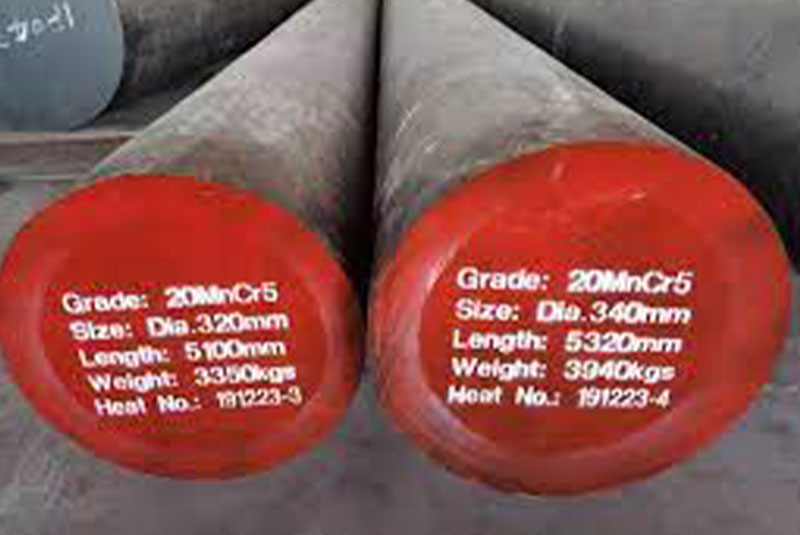 Grade: 20MnCr5
Size: Dia.320mm
Length: 5100mm
Weight: 3350kgs
Heat No.: 191223-3
Grade: 20MnCr5
Size: Dia.340mm
Length: 5320mm
Weight: 3940kgs
Heat No.: 191223-4